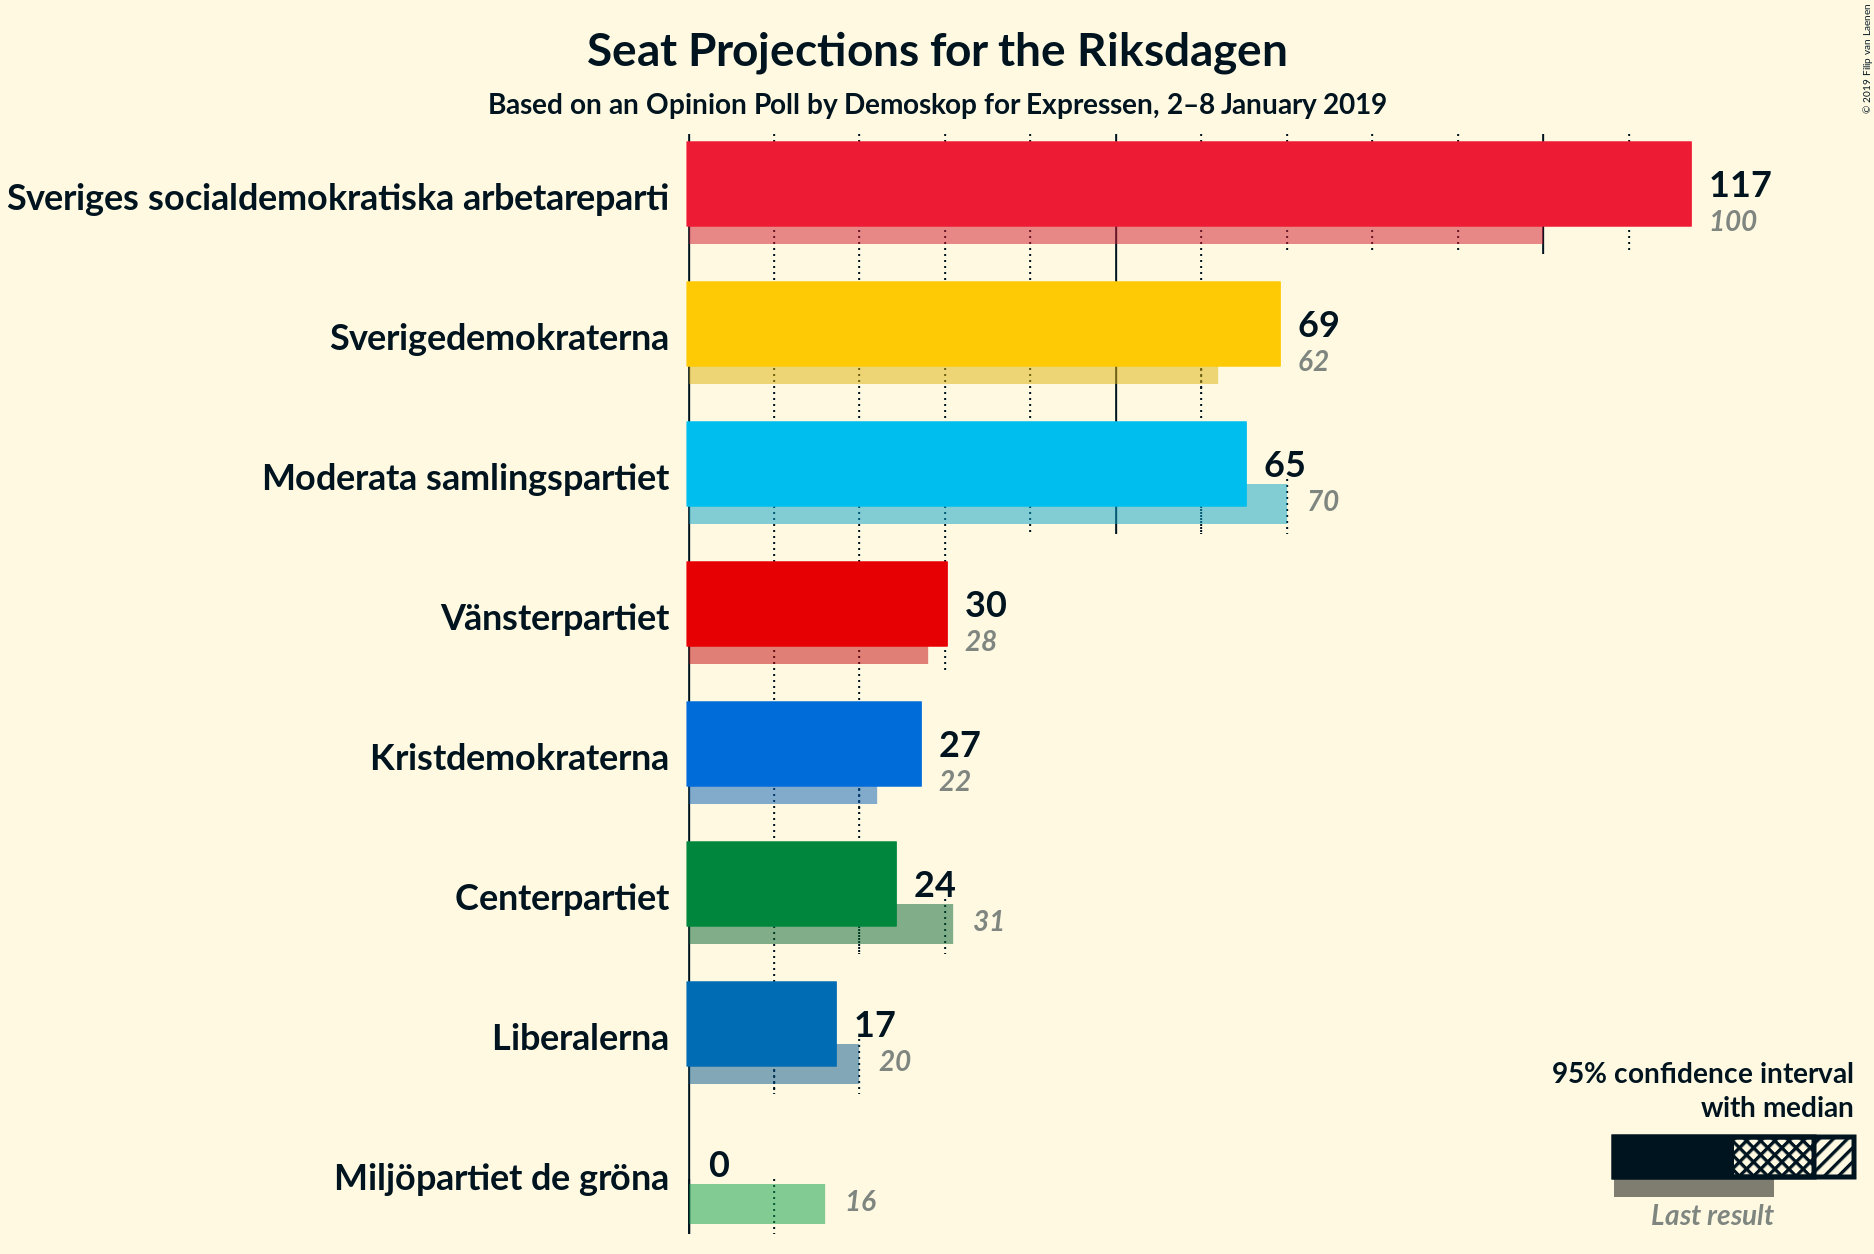 Seat Projections for the Riksdagen
Based on an Opinion Poll by Demoskop for Expressen, 2–8 January 2019
© 2019 Filip van Laenen
Sveriges socialdemokratiska arbetareparti
117
100
Sverigedemokraterna
69
62
Moderata samlingspartiet
65
70
Vänsterpartiet
30
28
Kristdemokraterna
27
22
Centerpartiet
24
31
Liberalerna
17
20
Miljöpartiet de gröna
0
16
95% confidence interval
with median
Last result